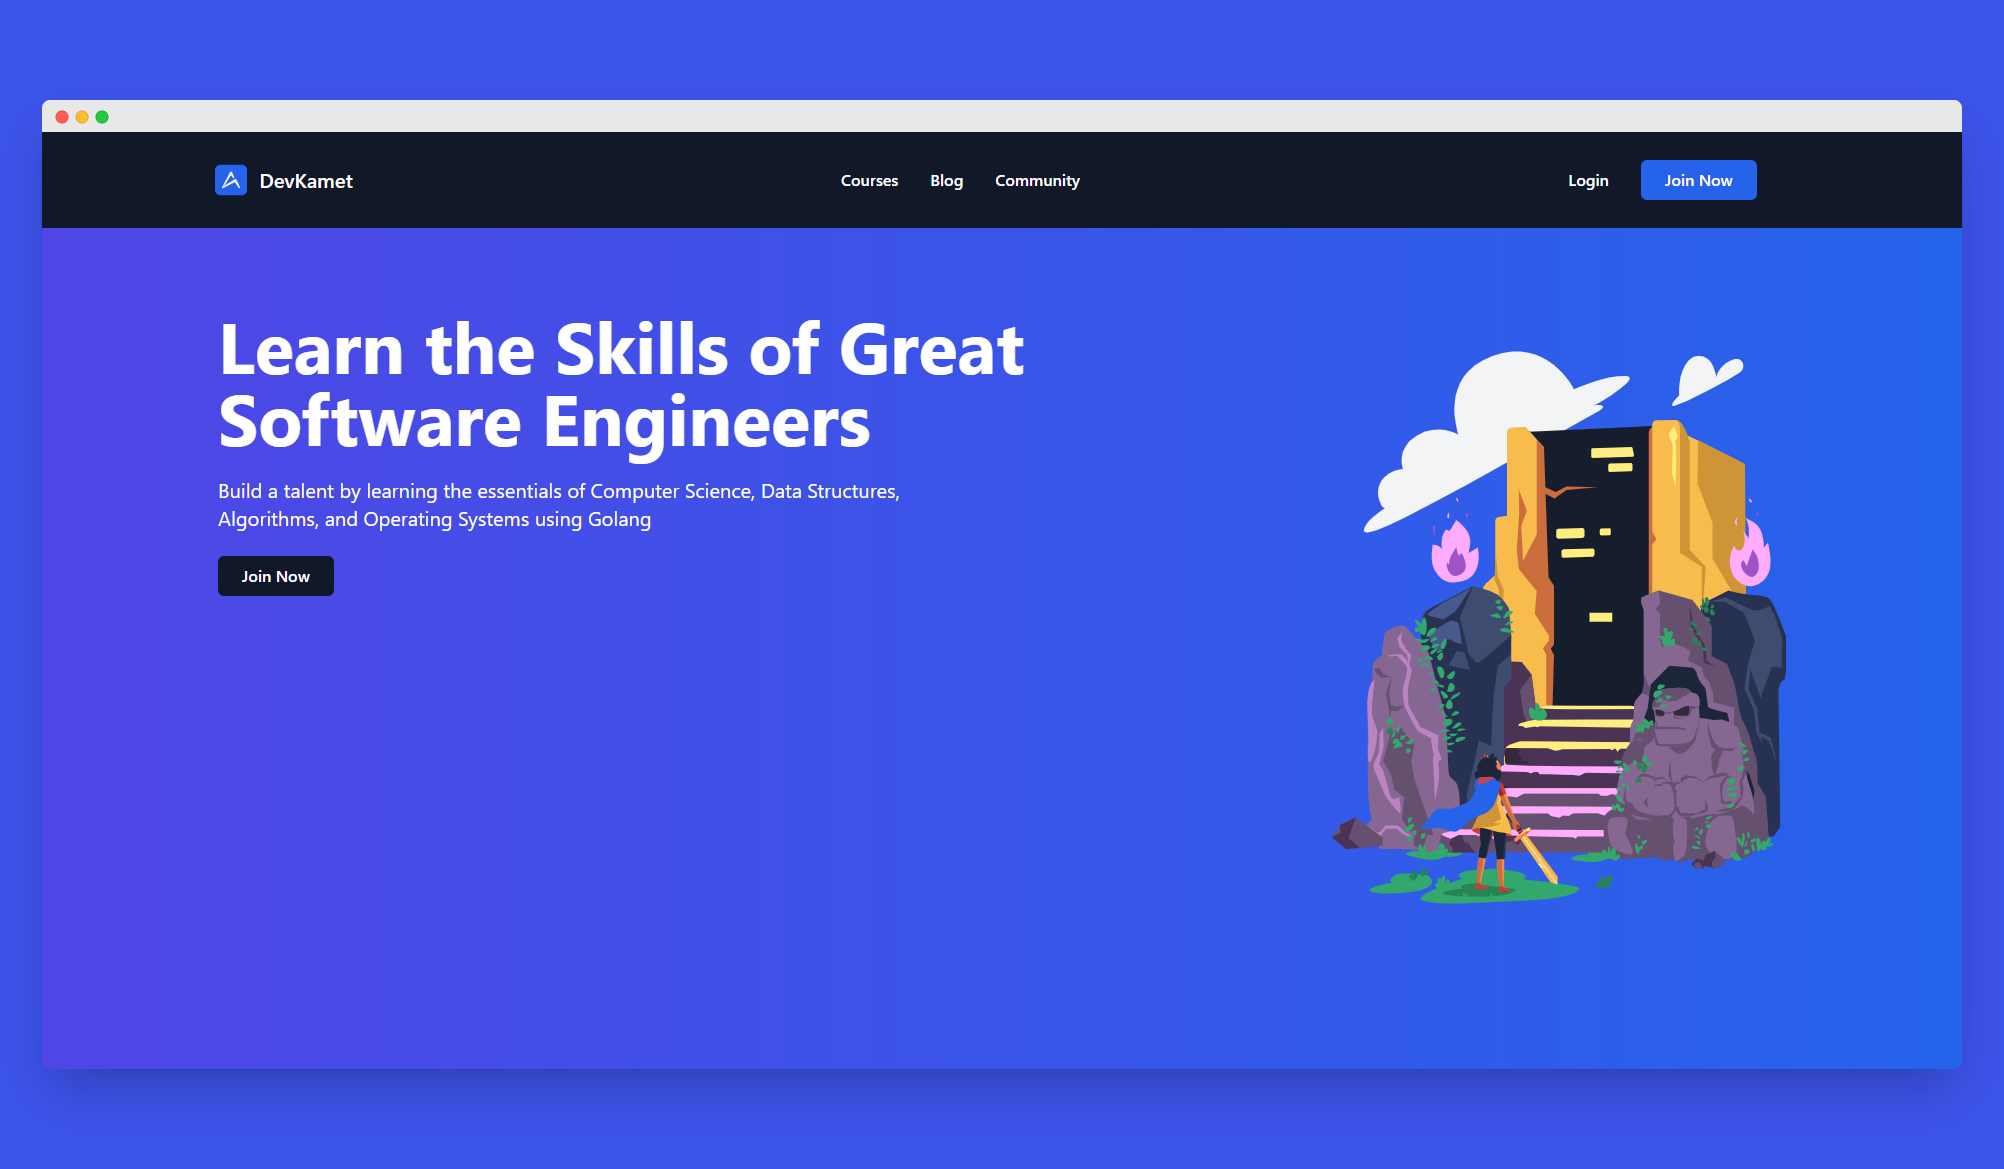 DevKamet
Courses Blog Community
Login Join Now
Learn the Skills of Great
Software Engineers
Build a talent by learning the essentials of Computer Science, Data Structures,
Algorithms, and Operating Systems using Golang
Join Now